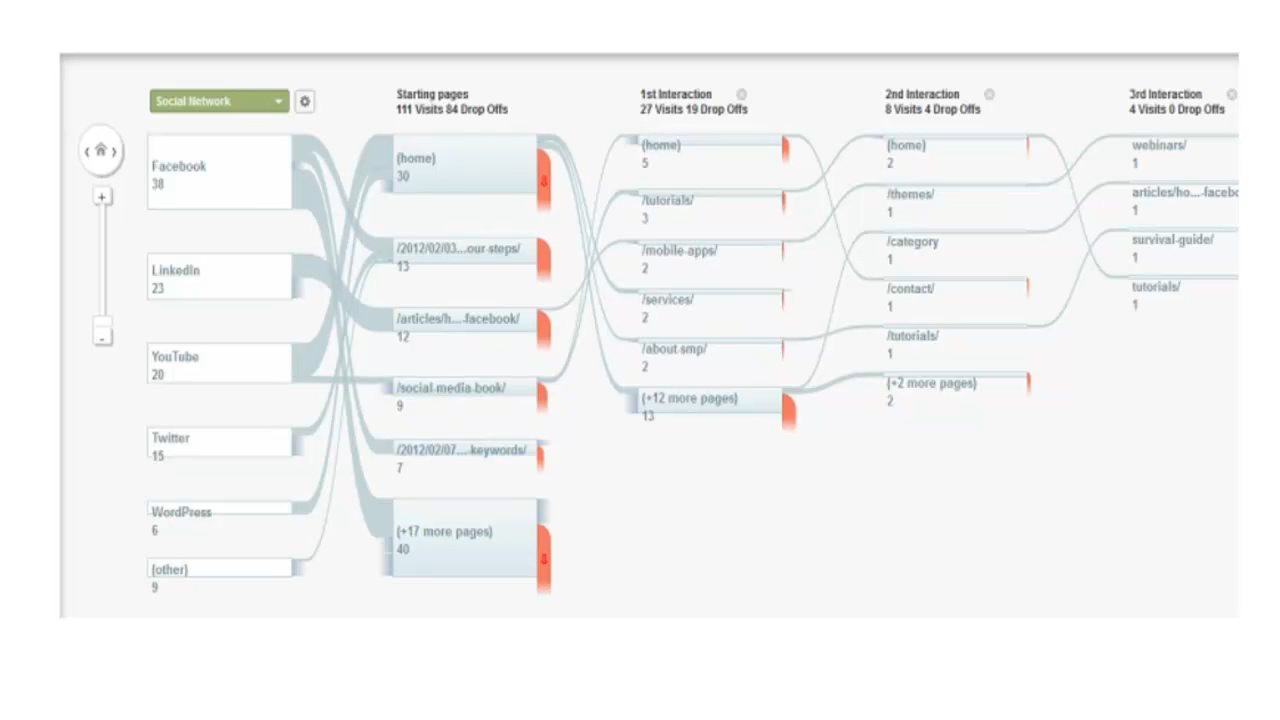 Social Network
Facebook
38
LinkedIn
23
YouTube
20
Twitter
15
WordPress
6
(other)
9
Starting pages
111 Visits 84 Drop Offs
(home)
30
/2012/02/03...our-steps/
13
/articles/h...-facebook/
12
/social-media-book/
9
/2012/02/07...-keywords/
7
(+17 more pages)
40
1st Interaction
27 Visits 19 Drop Offs
(home)
5
/tutorials/
3
/mobile-apps/
2
/services/
2
/about-smp/
2
(+12 more pages)
13
2nd Interaction
8 Visits 4 Drop Offs
(home)
2
/themes/
1
/category
1
/contact/
1
/tutorials/
1
(+2 more pages)
2
3rd Interaction
4 Visits 0 Drop Offs
webinars/
1
articles/ho...-facebo
1
survival-guide/
1
tutorials/
1